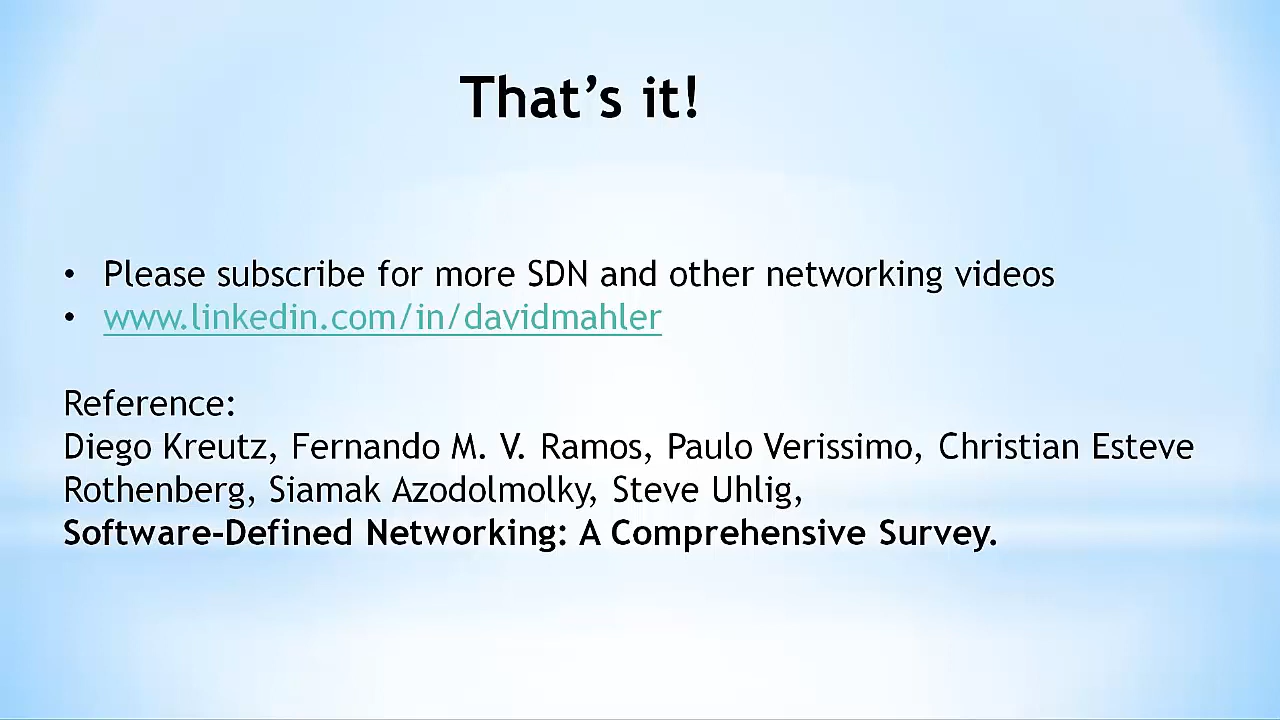 That's it!
• Please subscribe for more SDN and other networking videos
• www.linkedin.com/in/davidmahler
Reference:
Diego Kreutz, Fernando M. V. Ramos, Paulo Verissimo, Christian Esteve
Rothenberg, Siamak Azodolmolky, Steve Uhlig,
Software-Defined Networking: A Comprehensive Survey.